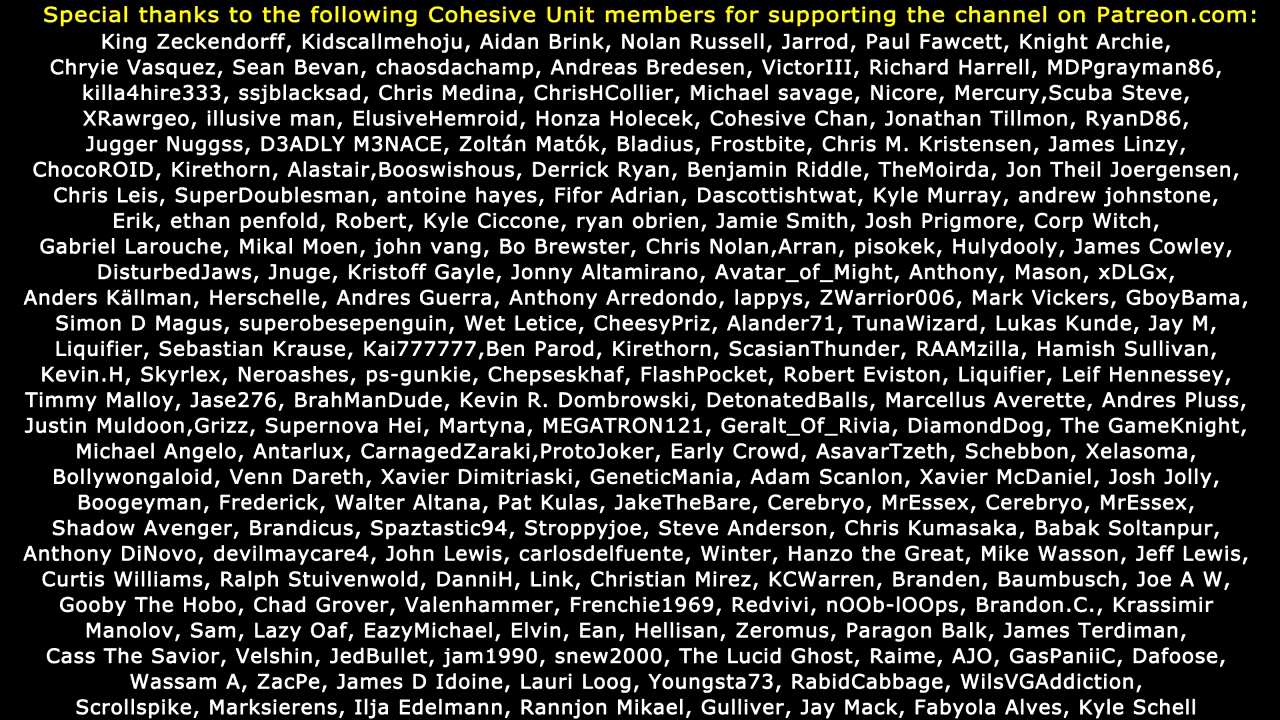 Special thanks to the following Cohesive Unit members for supporting the channel on Patreon.com:
King Zeckendorff, Kidscallmehoju, Aidan Brink, Nolan Russell, Jarrod, Paul Fawcett, Knight Archie,
Chryie Vasquez, Sean Bevan, chaosdachamp, Andreas Bredesen, VictorIII, Richard Harrell, MDPgrayman86,
killa4hire333, ssjblacksad, Chris Medina, ChrisHCollier, Michael savage, Nicore, Mercury,Scuba Steve,
XRawrgeo, illusive man, ElusiveHemroid, Honza Holecek, Cohesive Chan, Jonathan Tillmon, RyanD86,
Jugger Nuggss, D3ADLY M3NACE, Zoltán Matók, Bladius, Frostbite, Chris M. Kristensen, James Linzy,
ChocoROID, Kirethorn, Alastair,Booswishous, Derrick Ryan, Benjamin Riddle, TheMoirda, Jon Theil Joergensen,
Chris Leis, SuperDoublesman, antoine hayes, Fifor Adrian, Dascottishtwat, Kyle Murray, andrew johnstone,
Erik, ethan penfold, Robert, Kyle Ciccone, ryan obrien, Jamie Smith, Josh Prigmore, Corp Witch,
Gabriel Larouche, Mikal Moen, john vang, Bo Brewster, Chris Nolan,Arran, pisokek, Hulydooly, James Cowley,
DisturbedJaws, Jnuge, Kristoff Gayle, Jonny Altamirano, Avatar_of_Might, Anthony, Mason, xDLGx,
Anders Källman, Herschelle, Andres Guerra, Anthony Arredondo, lappys, ZWarrior006, Mark Vickers, GboyBama,
Simon D Magus, superobesepenguin, Wet Letice, CheesyPriz, Alander71, TunaWizard, Lukas Kunde, Jay M,
Liquifier, Sebastian Krause, Kai777777,Ben Parod, Kirethorn, ScasianThunder, RAAMzilla, Hamish Sullivan,
Kevin.H, Skyrlex, Neroashes, ps-gunkie, Chepseskhaf, FlashPocket, Robert Eviston, Liquifier, Leif Hennessey,
Timmy Malloy, Jase276, BrahManDude, Kevin R. Dombrowski, DetonatedBalls, Marcellus Averette, Andres Pluss,
Justin Muldoon,Grizz, Supernova Hei, Martyna, MEGATRON121, Geralt_Of_Rivia, DiamondDog, The GameKnight,
Michael Angelo, Antarlux, CarnagedZaraki,ProtoJoker, Early Crowd, AsavarTzeth, Schebbon, Xelasoma,
Bollywongaloid, Venn Dareth, Xavier Dimitriaski, GeneticMania, Adam Scanlon, Xavier McDaniel, Josh Jolly,
Boogeyman, Frederick, Walter Altana, Pat Kulas, JakeTheBare, Cerebryo, MrEssex, Cerebryo, MrEssex,
Shadow Avenger, Brandicus, Spaztastic94, Stroppyjoe, Steve Anderson, Chris Kumasaka, Babak Soltanpur,
Anthony DiNovo, devilmaycare4, John Lewis, carlosdelfuente, Winter, Hanzo the Great, Mike Wasson, Jeff Lewis,
Curtis Williams, Ralph Stuivenwold, DanniH, Link, Christian Mirez, KCWarren, Branden, Baumbusch, Joe A W,
Gooby The Hobo, Chad Grover, Valenhammer, Frenchie1969, Redvivi, nOOb-lOOps, Brandon.C., Krassimir
Manolov, Sam, Lazy Oaf, EazyMichael, Elvin, Ean, Hellisan, Zeromus, Paragon Balk, James Terdiman,
Cass The Savior, Velshin, JedBullet, jam1990, snew2000, The Lucid Ghost, Raime, AJO, GasPaniiC, Dafoose,
Wassam A, ZacPe, James D Idoine, Lauri Loog, Youngsta73, RabidCabbage, WilsVGAddiction,
Scrollspike, Marksierens, Ilja Edelmann, Rannjon Mikael, Gulliver, Jay Mack, Fabyola Alves, Kyle Schell